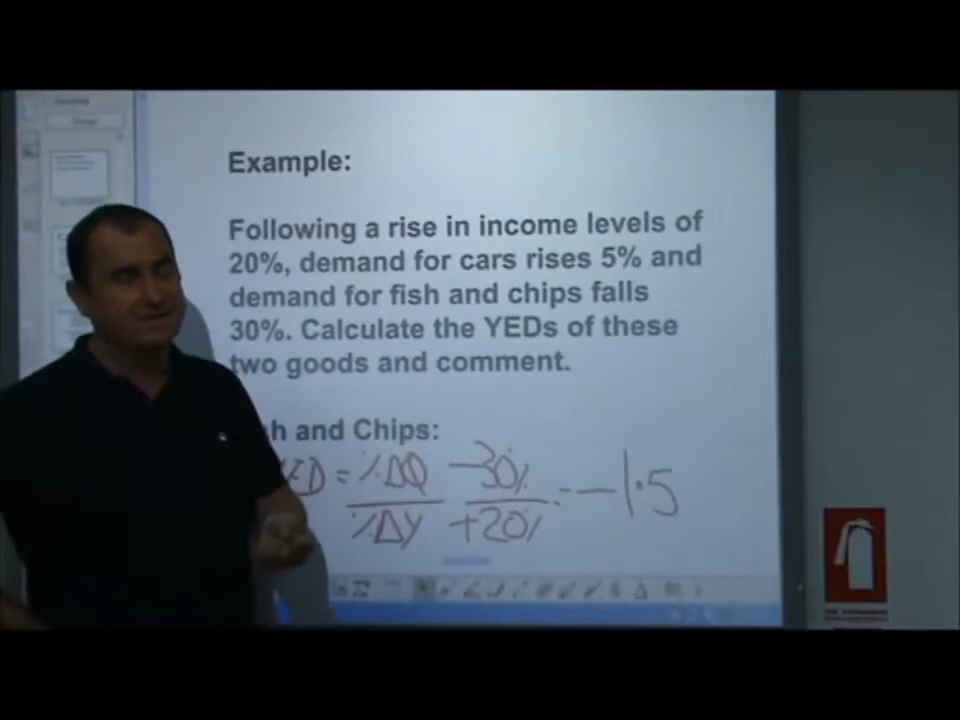 Example:
Following a rise in income levels of
20%, demand for cars rises 5% and
demand for fish and chips falls
30%. Calculate the YEDs of these
two goods and comment.
and Chips:
= %ΔQ -30% = -1.5
%ΔY +20%